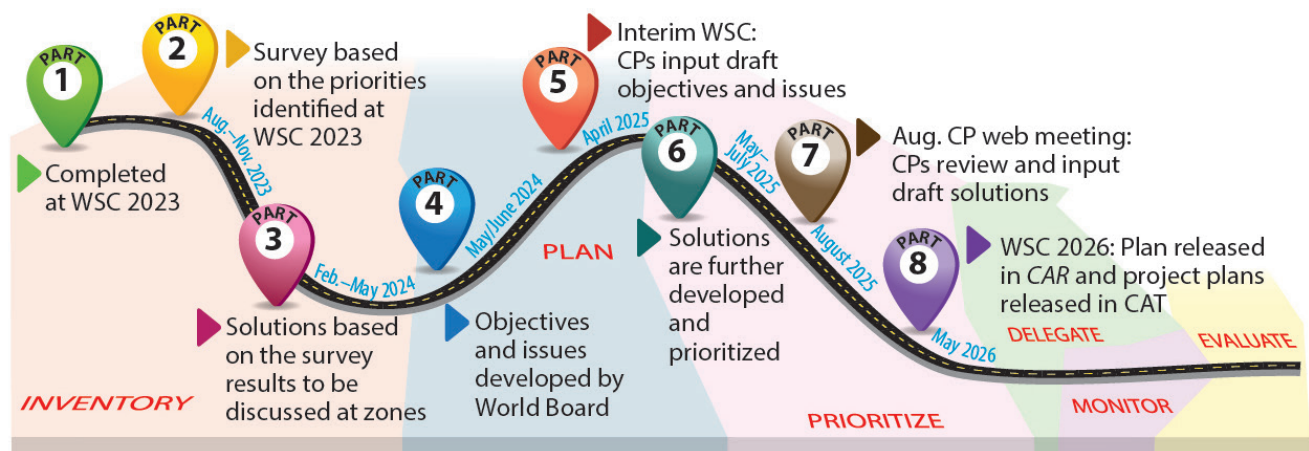 PART
1
Completed
at WSC 2023
PART
2
Survey based
on the priorities
identified at
WSC 2023
Aug.–Nov. 2023
PART
3
Solutions based
on the survey
results to be
discussed at zones
Feb.–May 2024
PART
4
Objectives
and issues
developed by
World Board
May/June 2024
PART
5
Interim WSC:
CPs input draft
objectives and issues
April 2025
PART
6
Solutions
are further
developed
and
prioritized
May–
July 2025
PART
7
Aug. CP web meeting:
CPs review and input
draft solutions
August 2025
PART
8
WSC 2026: Plan released
in CAR and project plans
released in CAT
May 2026
INVENTORY
PLAN
PRIORITIZE
DELEGATE
MONITOR
EVALUATE